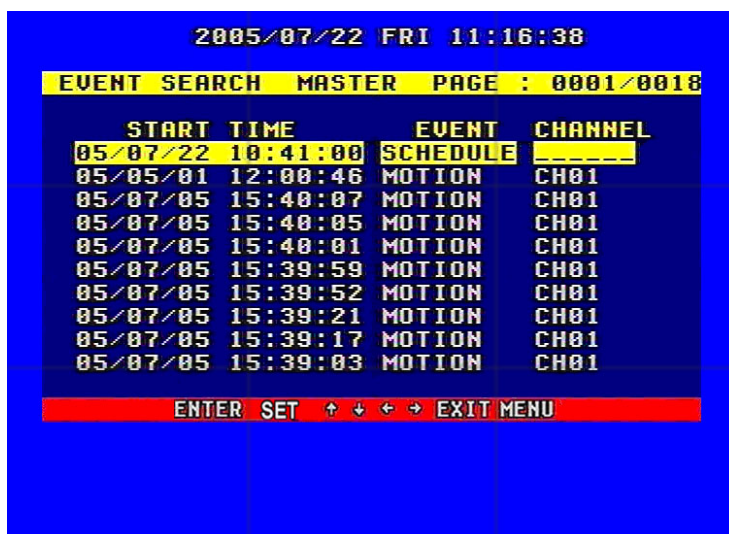 2005/07/22 FRI 11:16:38
EVENT SEARCH MASTER PAGE : 0001/0018
START TIME EVENT CHANNEL
05/07/22 10:41:00 SCHEDULE ______
05/05/01 12:00:46 MOTION CH01
05/07/05 15:40:07 MOTION CH01
05/07/05 15:40:05 MOTION CH01
05/07/05 15:40:01 MOTION CH01
05/07/05 15:39:59 MOTION CH01
05/07/05 15:39:52 MOTION CH01
05/07/05 15:39:21 MOTION CH01
05/07/05 15:39:17 MOTION CH01
05/07/05 15:39:03 MOTION CH01
ENTER SET ↑ ↓ ← → EXIT MENU